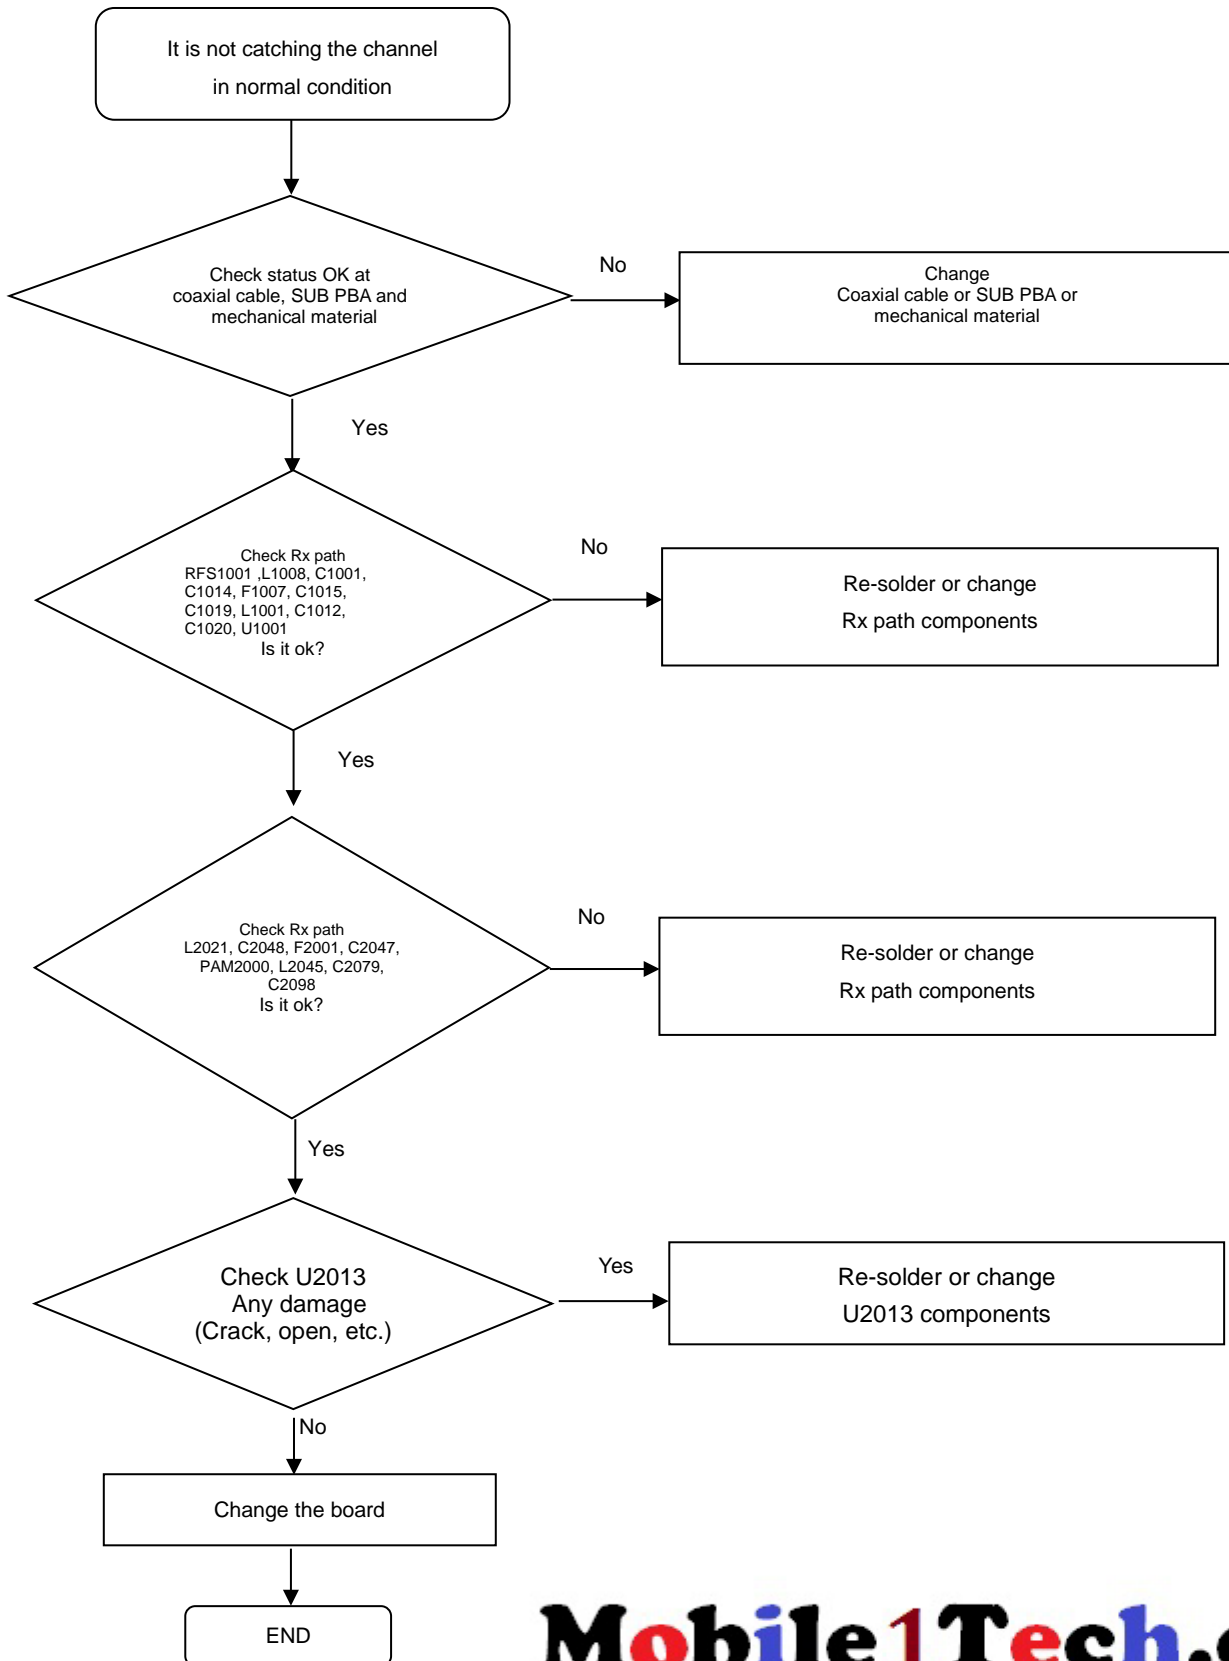 It is not catching the channel
in normal condition
Check status OK at
coaxial cable, SUB PBA and
mechanical material
No
Change
Coaxial cable or SUB PBA or
mechanical material
Yes
Check Rx path
RFS1001 ,L1008, C1001,
C1014, F1007, C1015,
C1019, L1001, C1012,
C1020, U1001
Is it ok?
No
Re-solder or change
Rx path components
Yes
Check Rx path
L2021, C2048, F2001, C2047,
PAM2000, L2045, C2079,
C2098
Is it ok?
No
Re-solder or change
Rx path components
Yes
Check U2013
Any damage
(Crack, open, etc.)
Yes
Re-solder or change
U2013 components
No
Change the board
END
Mobile1Tech.